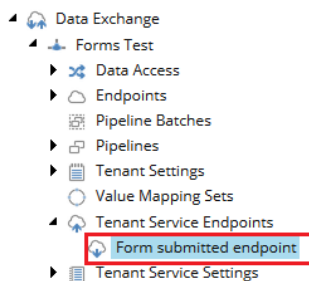 Data Exchange
Forms Test
Data Access
Endpoints
Pipeline Batches
Pipelines
Tenant Settings
Value Mapping Sets
Tenant Service Endpoints
Form submitted endpoint
Tenant Service Settings